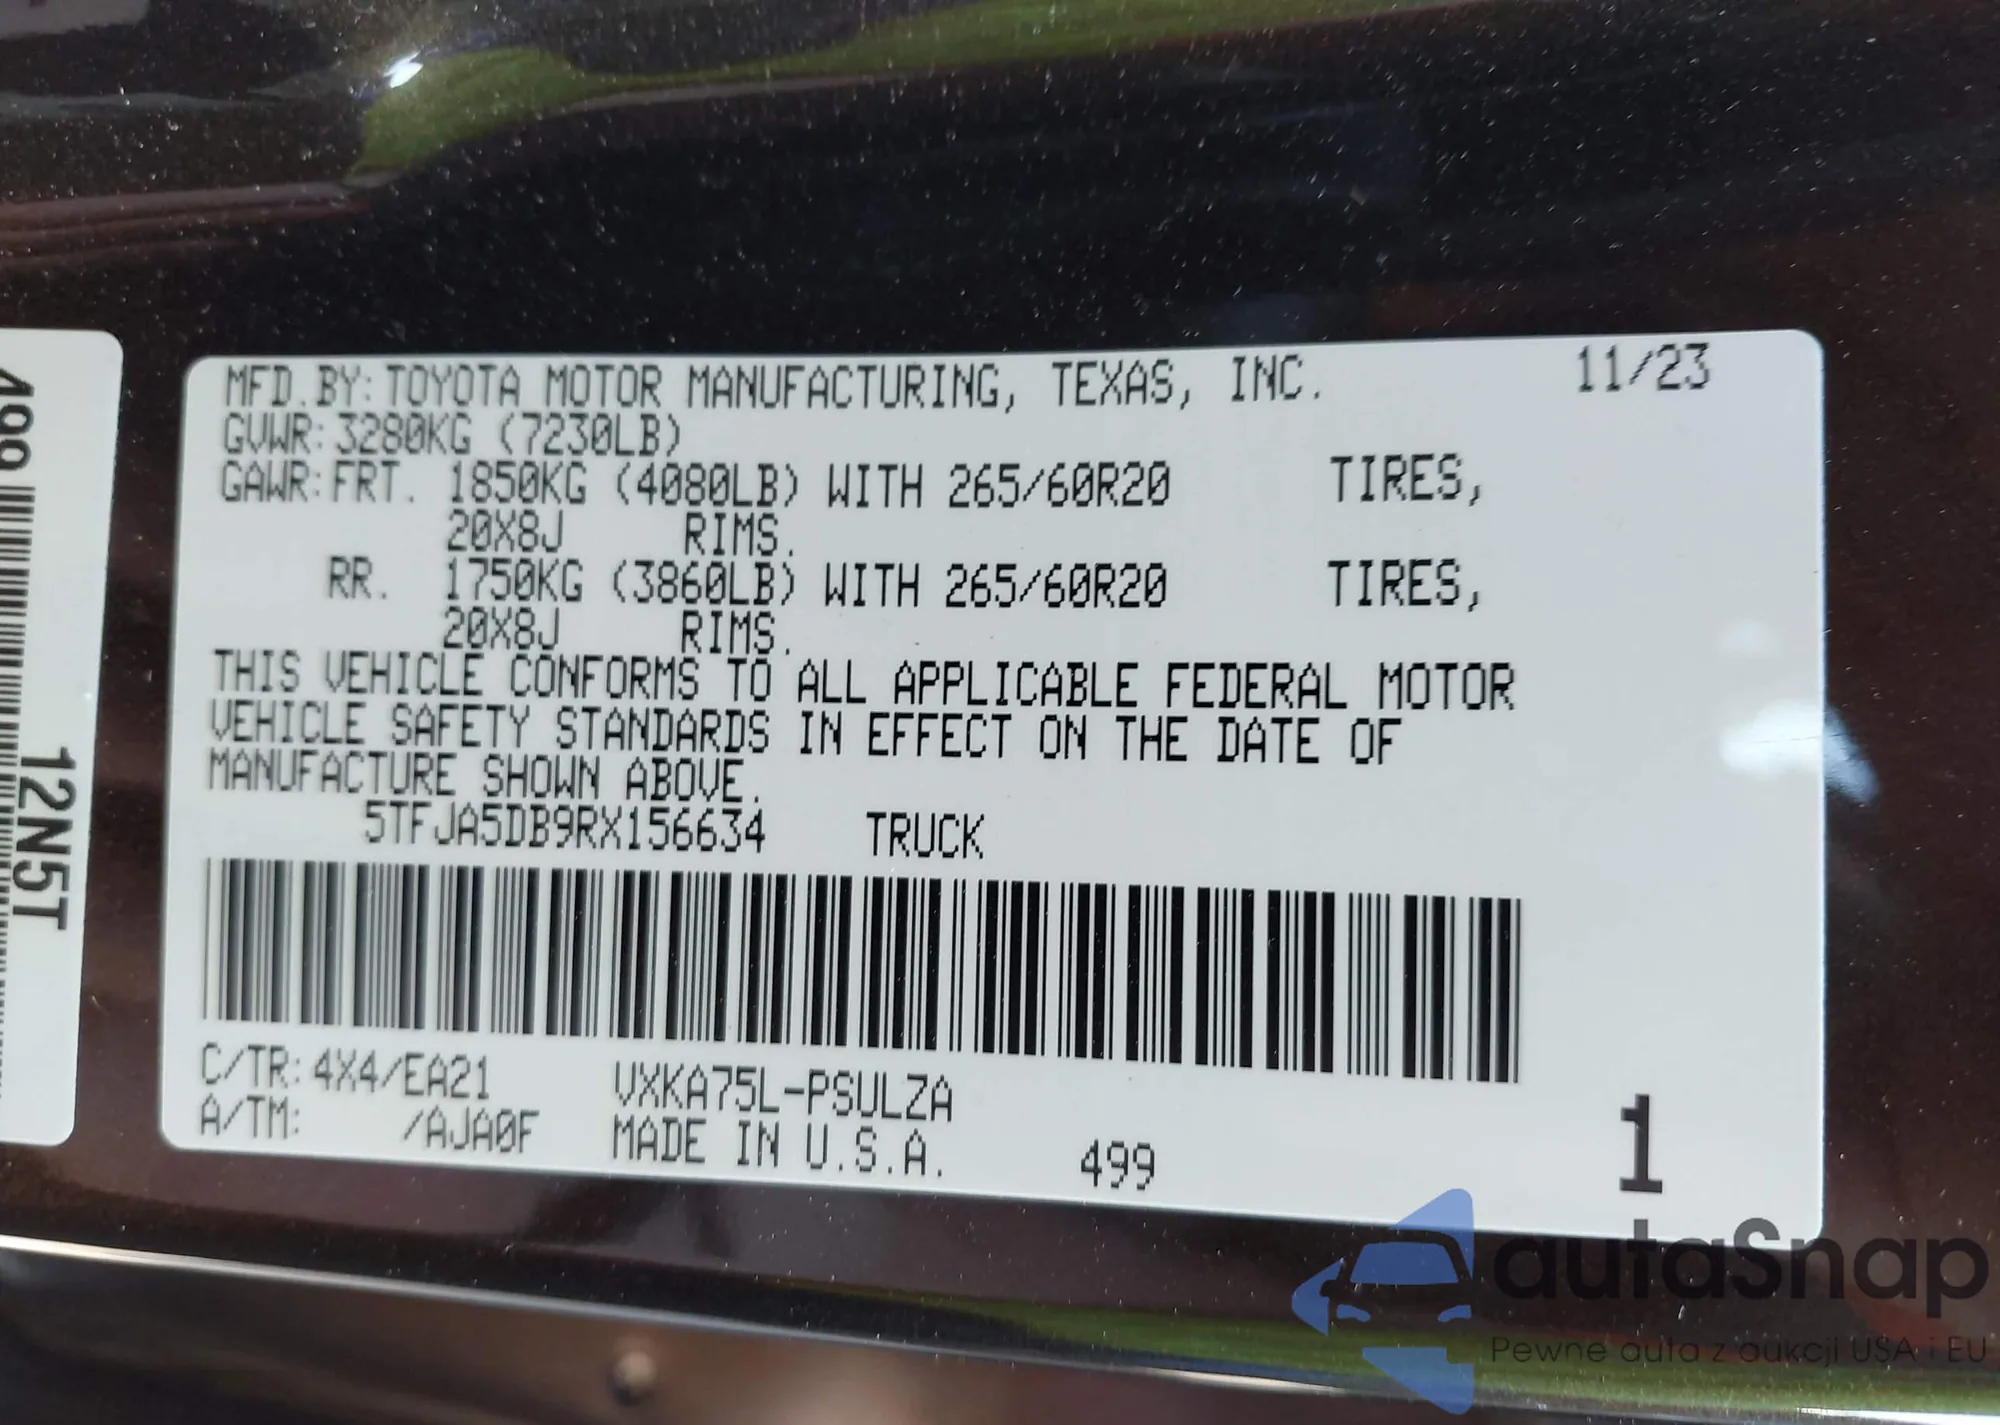 MFD.BY:TOYOTA MOTOR MANUFACTURING, TEXAS, INC. 11/23
GVWR:3280KG (7230LB)
GAWR:FRT. 1850KG (4080LB) WITH 265/60R20 TIRES,
20X8J RIMS.
RR. 1750KG (3860LB) WITH 265/60R20 TIRES,
20X8J RIMS.
THIS VEHICLE CONFORMS TO ALL APPLICABLE FEDERAL MOTOR
VEHICLE SAFETY STANDARDS IN EFFECT ON THE DATE OF
MANUFACTURE SHOWN ABOVE.
5TFJA5DB9RX156634 TRUCK
C/TR:4X4/EA21 VXKA75L-PSULZA
A/TM: /AJA0F MADE IN U.S.A. 499 1
499
12N5T
autaSnap
Pewne auta z aukcji USA i EU